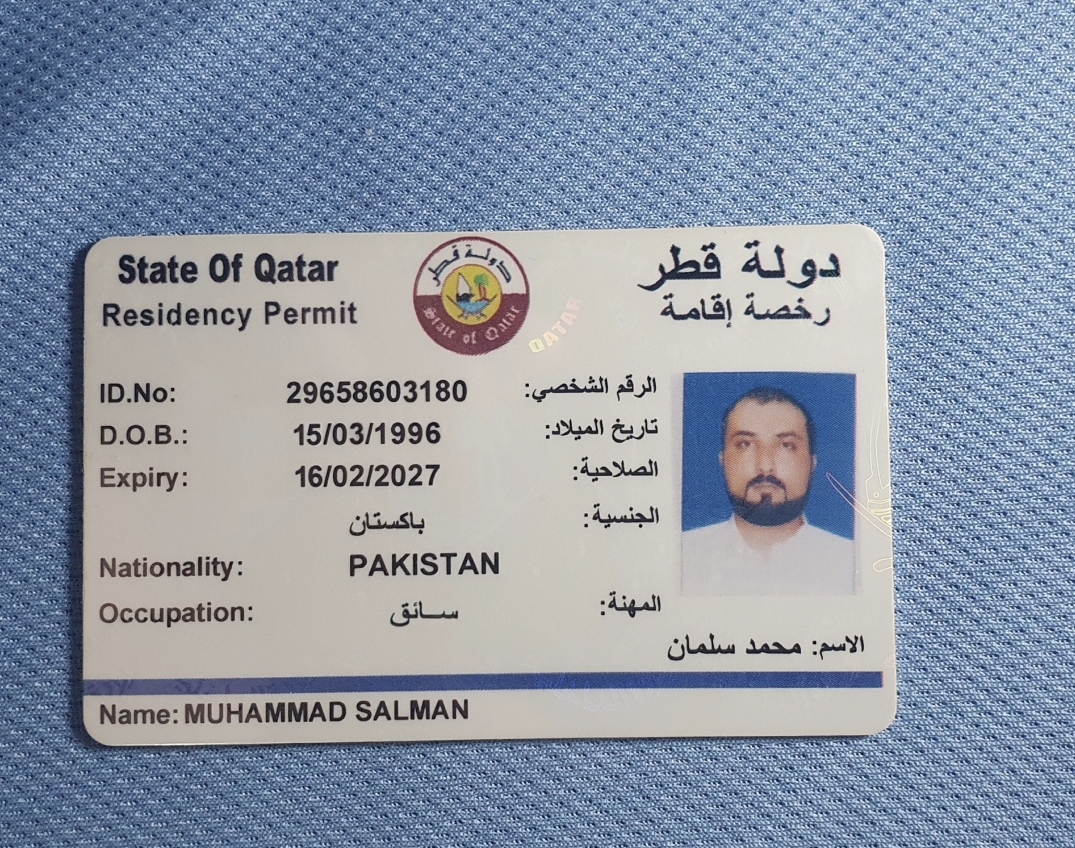 State Of Qatar
دولة قطر
Residency Permit
رخصة إقامة
دولة قطر
State of Qatar
QATAR
ID.No: 29658603180 الرقم الشخصي:
D.O.B.: 15/03/1996 تاريخ الميلاد:
Expiry: 16/02/2027 الصلاحية:
باكستان الجنسية:
Nationality: PAKISTAN
Occupation: سائق المهنة:
الاسم: محمد سلمان
Name: MUHAMMAD SALMAN